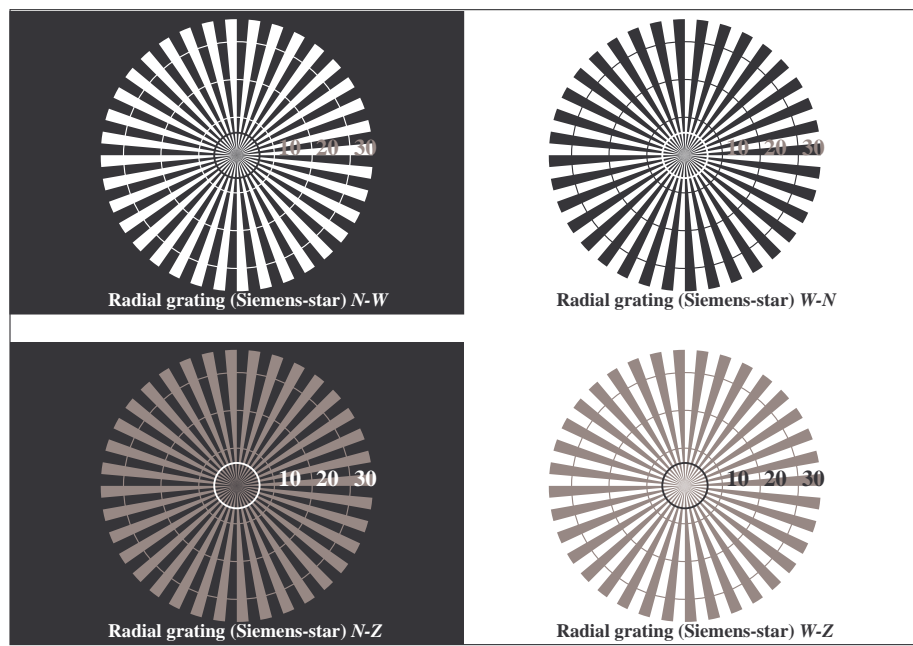 10 20 30
Radial grating (Siemens-star) N-W
10 20 30
Radial grating (Siemens-star) W-N
10 20 30
Radial grating (Siemens-star) N-Z
10 20 30
Radial grating (Siemens-star) W-Z